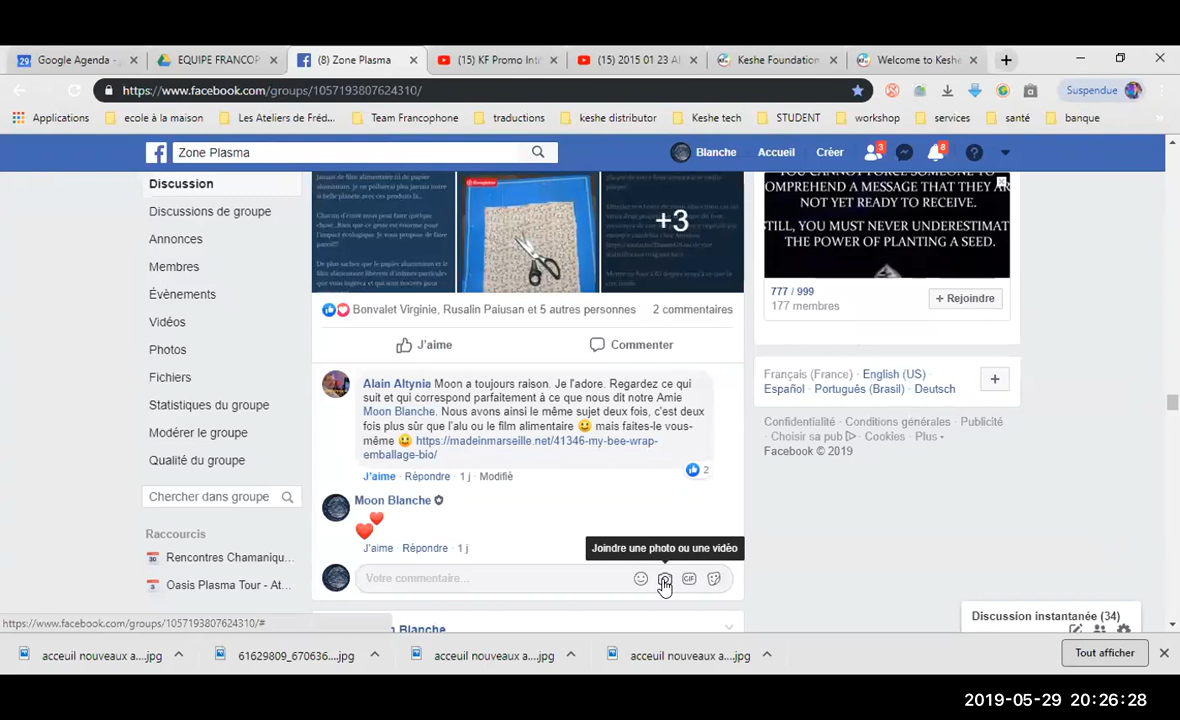 Google Agenda -
EQUIPE FRANCOP
(8) Zone Plasma
(15) KF Promo Intr
(15) 2015 01 23 Al
Keshe Foundation
Welcome to Keshe
https://www.facebook.com/groups/1057193807624310/
Suspendue
Applications
ecole à la maison
Les Ateliers de Fréd...
Team Francophone
traductions
keshe distributor
Keshe tech
STUDENT
workshop
services
santé
banque
Zone Plasma
Blanche
Accueil
Créer
3
8
Discussion
Discussions de groupe
Annonces
Membres
Évènements
Vidéos
Photos
Fichiers
Statistiques du groupe
Modérer le groupe
Qualité du groupe
Chercher dans groupe
Raccourcis
Rencontres Chamaniqu...
Oasis Plasma Tour - At...
+3
Bonvalet Virginie, Rusalin Paiusan et 5 autres personnes
2 commentaires
J'aime
Commenter
Alain Altynia Moon a toujours raison. Je l'adore. Regardez ce qui
suit et qui correspond parfaitement à ce que nous dit notre Amie
Moon Blanche. Nous avons ainsi le même sujet deux fois, c'est deux
fois plus sûr que l'alu ou le film alimentaire 😀 mais faites-le vous-
même 😀 https://madeinmarseille.net/41346-my-bee-wrap-
emballage-bio/
2
J'aime · Répondre · 1 j · Modifié
Moon Blanche
J'aime · Répondre · 1 j
Joindre une photo ou une vidéo
Votre commentaire...
GIF
Blanche
COMPREHEND A MESSAGE THAT THEY AR
NOT YET READY TO RECEIVE.
STILL, YOU MUST NEVER UNDERESTIMAT
THE POWER OF PLANTING A SEED.
777 / 999
177 membres
+ Rejoindre
Français (France) · English (US) ·
Español · Português (Brasil) · Deutsch
Confidentialité · Conditions générales · Publicité
· Choisir sa pub · Cookies · Plus
Facebook © 2019
Discussion instantanée (34)
https://www.facebook.com/groups/1057193807624310/#
acceuil nouveaux a....jpg
61629809_670636....jpg
acceuil nouveaux a....jpg
acceuil nouveaux a....jpg
Tout afficher
2019-05-29 20:26:28